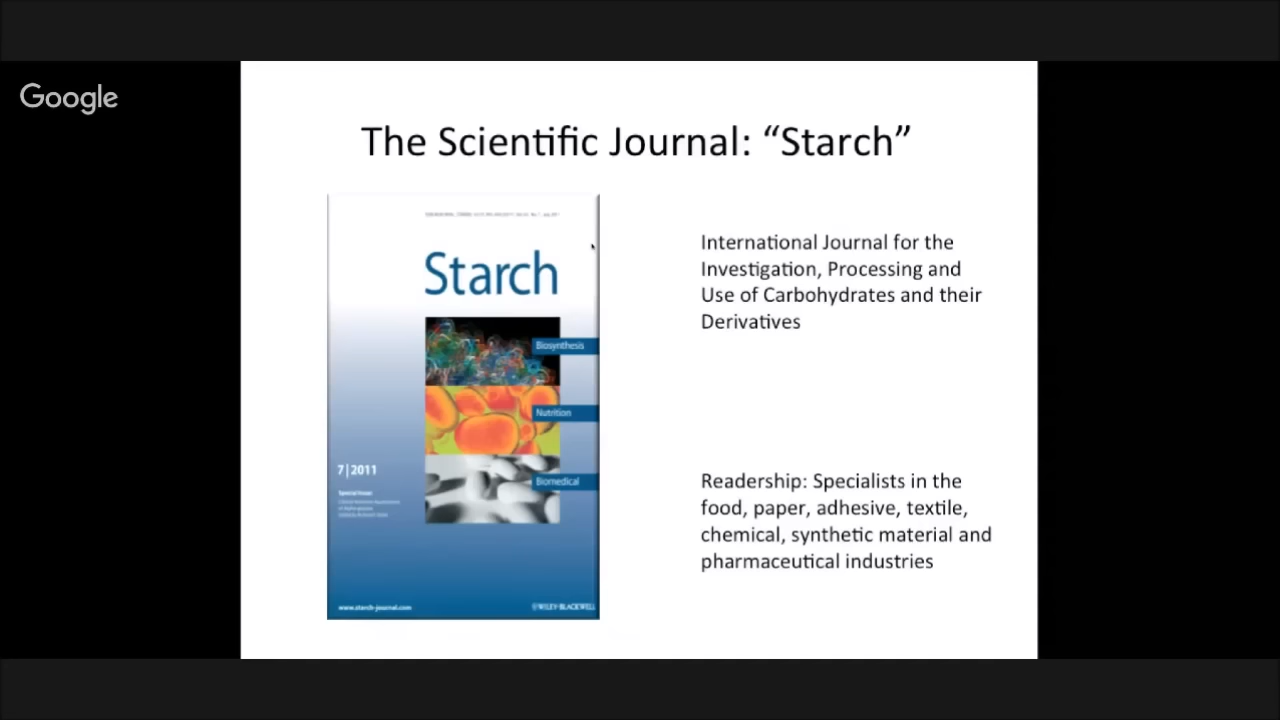 Google
The Scientific Journal: “Starch”
Starch
Biosynthesis
Nutrition
Biomedical
7|2011
Special Issue:
www.starch-journal.com
WILEY-BLACKWELL
International Journal for the
Investigation, Processing and
Use of Carbohydrates and their
Derivatives
Readership: Specialists in the
food, paper, adhesive, textile,
chemical, synthetic material and
pharmaceutical industries